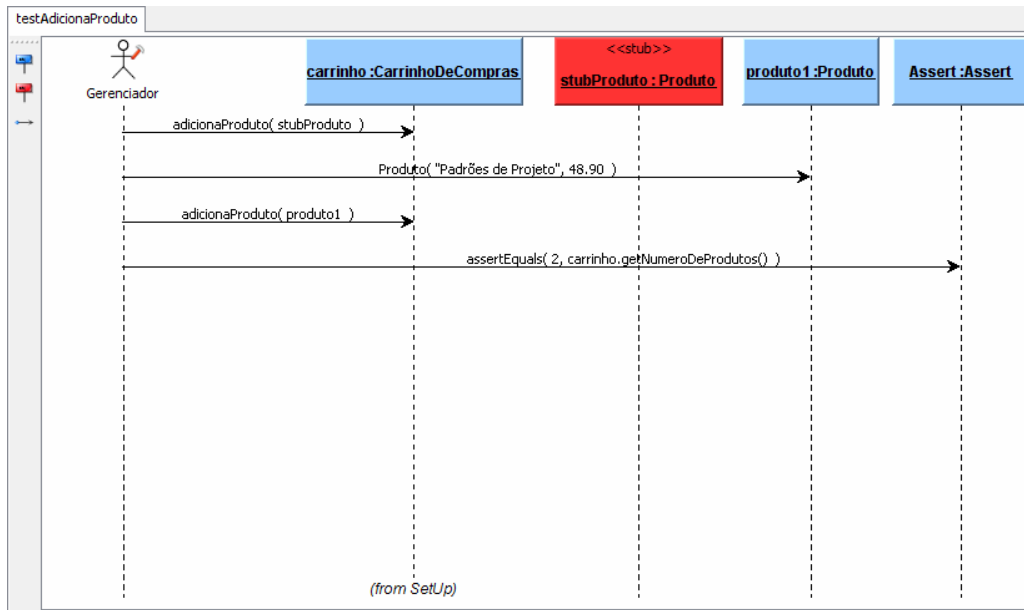 testAdicionaProduto
Gerenciador
carrinho :CarrinhoDeCompras
<<stub>>
stubProduto : Produto
produto1 :Produto
Assert :Assert
adicionaProduto( stubProduto )
Produto( "Padrões de Projeto", 48.90 )
adicionaProduto( produto1 )
assertEquals( 2, carrinho.getNumeroDeProdutos() )
(from SetUp)